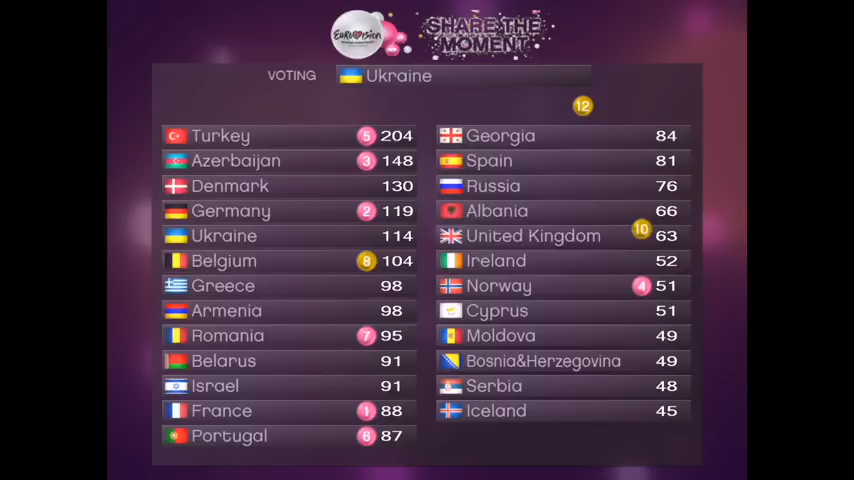 EUROVISION
SHARE THE
MOMENT
VOTING Ukraine
12
Turkey 5 204
Azerbaijan 3 148
Denmark 130
Germany 2 119
Ukraine 114
Belgium 8 104
Greece 98
Armenia 98
Romania 7 95
Belarus 91
Israel 91
France 1 88
Portugal 6 87
Georgia 84
Spain 81
Russia 76
Albania 66
United Kingdom 10 63
Ireland 52
Norway 4 51
Cyprus 51
Moldova 49
Bosnia&Herzegovina 49
Serbia 48
Iceland 45